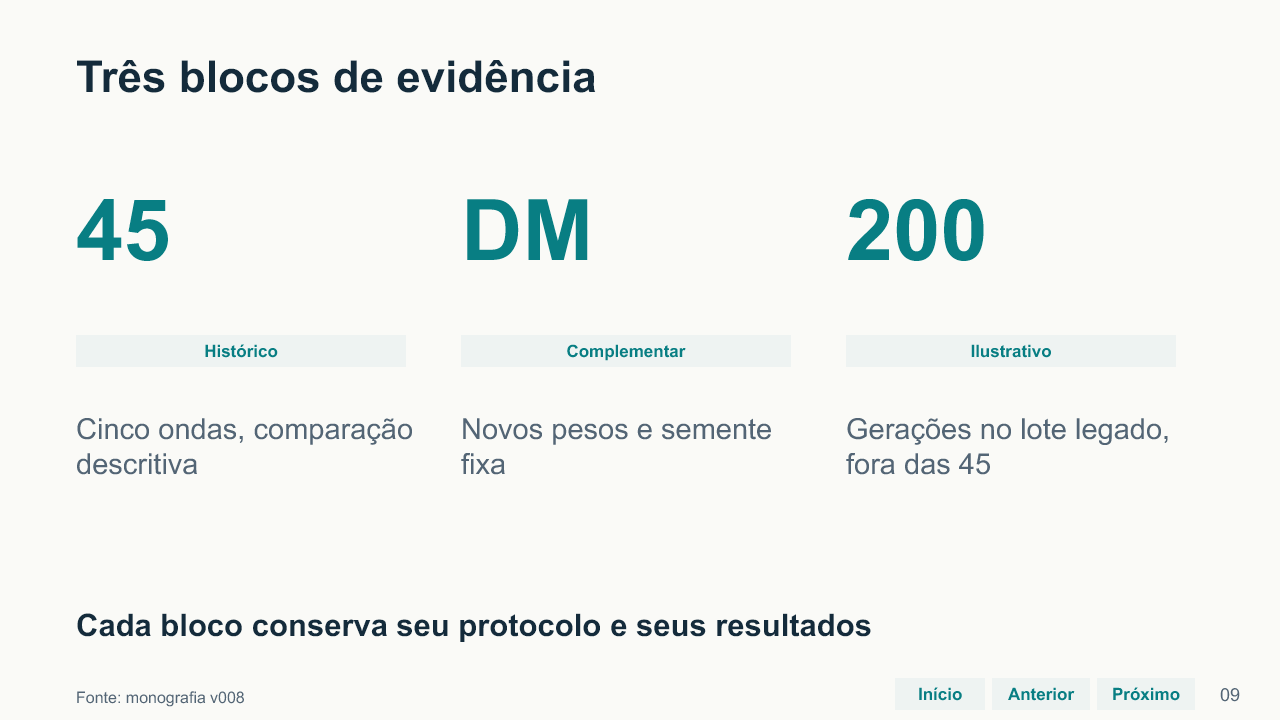 Três blocos de evidência
45
Histórico
Cinco ondas, comparação
descritiva
DM
Complementar
Novos pesos e semente
fixa
200
Ilustrativo
Gerações no lote legado,
fora das 45
Cada bloco conserva seu protocolo e seus resultados
Fonte: monografia v008
Início
Anterior
Próximo
09